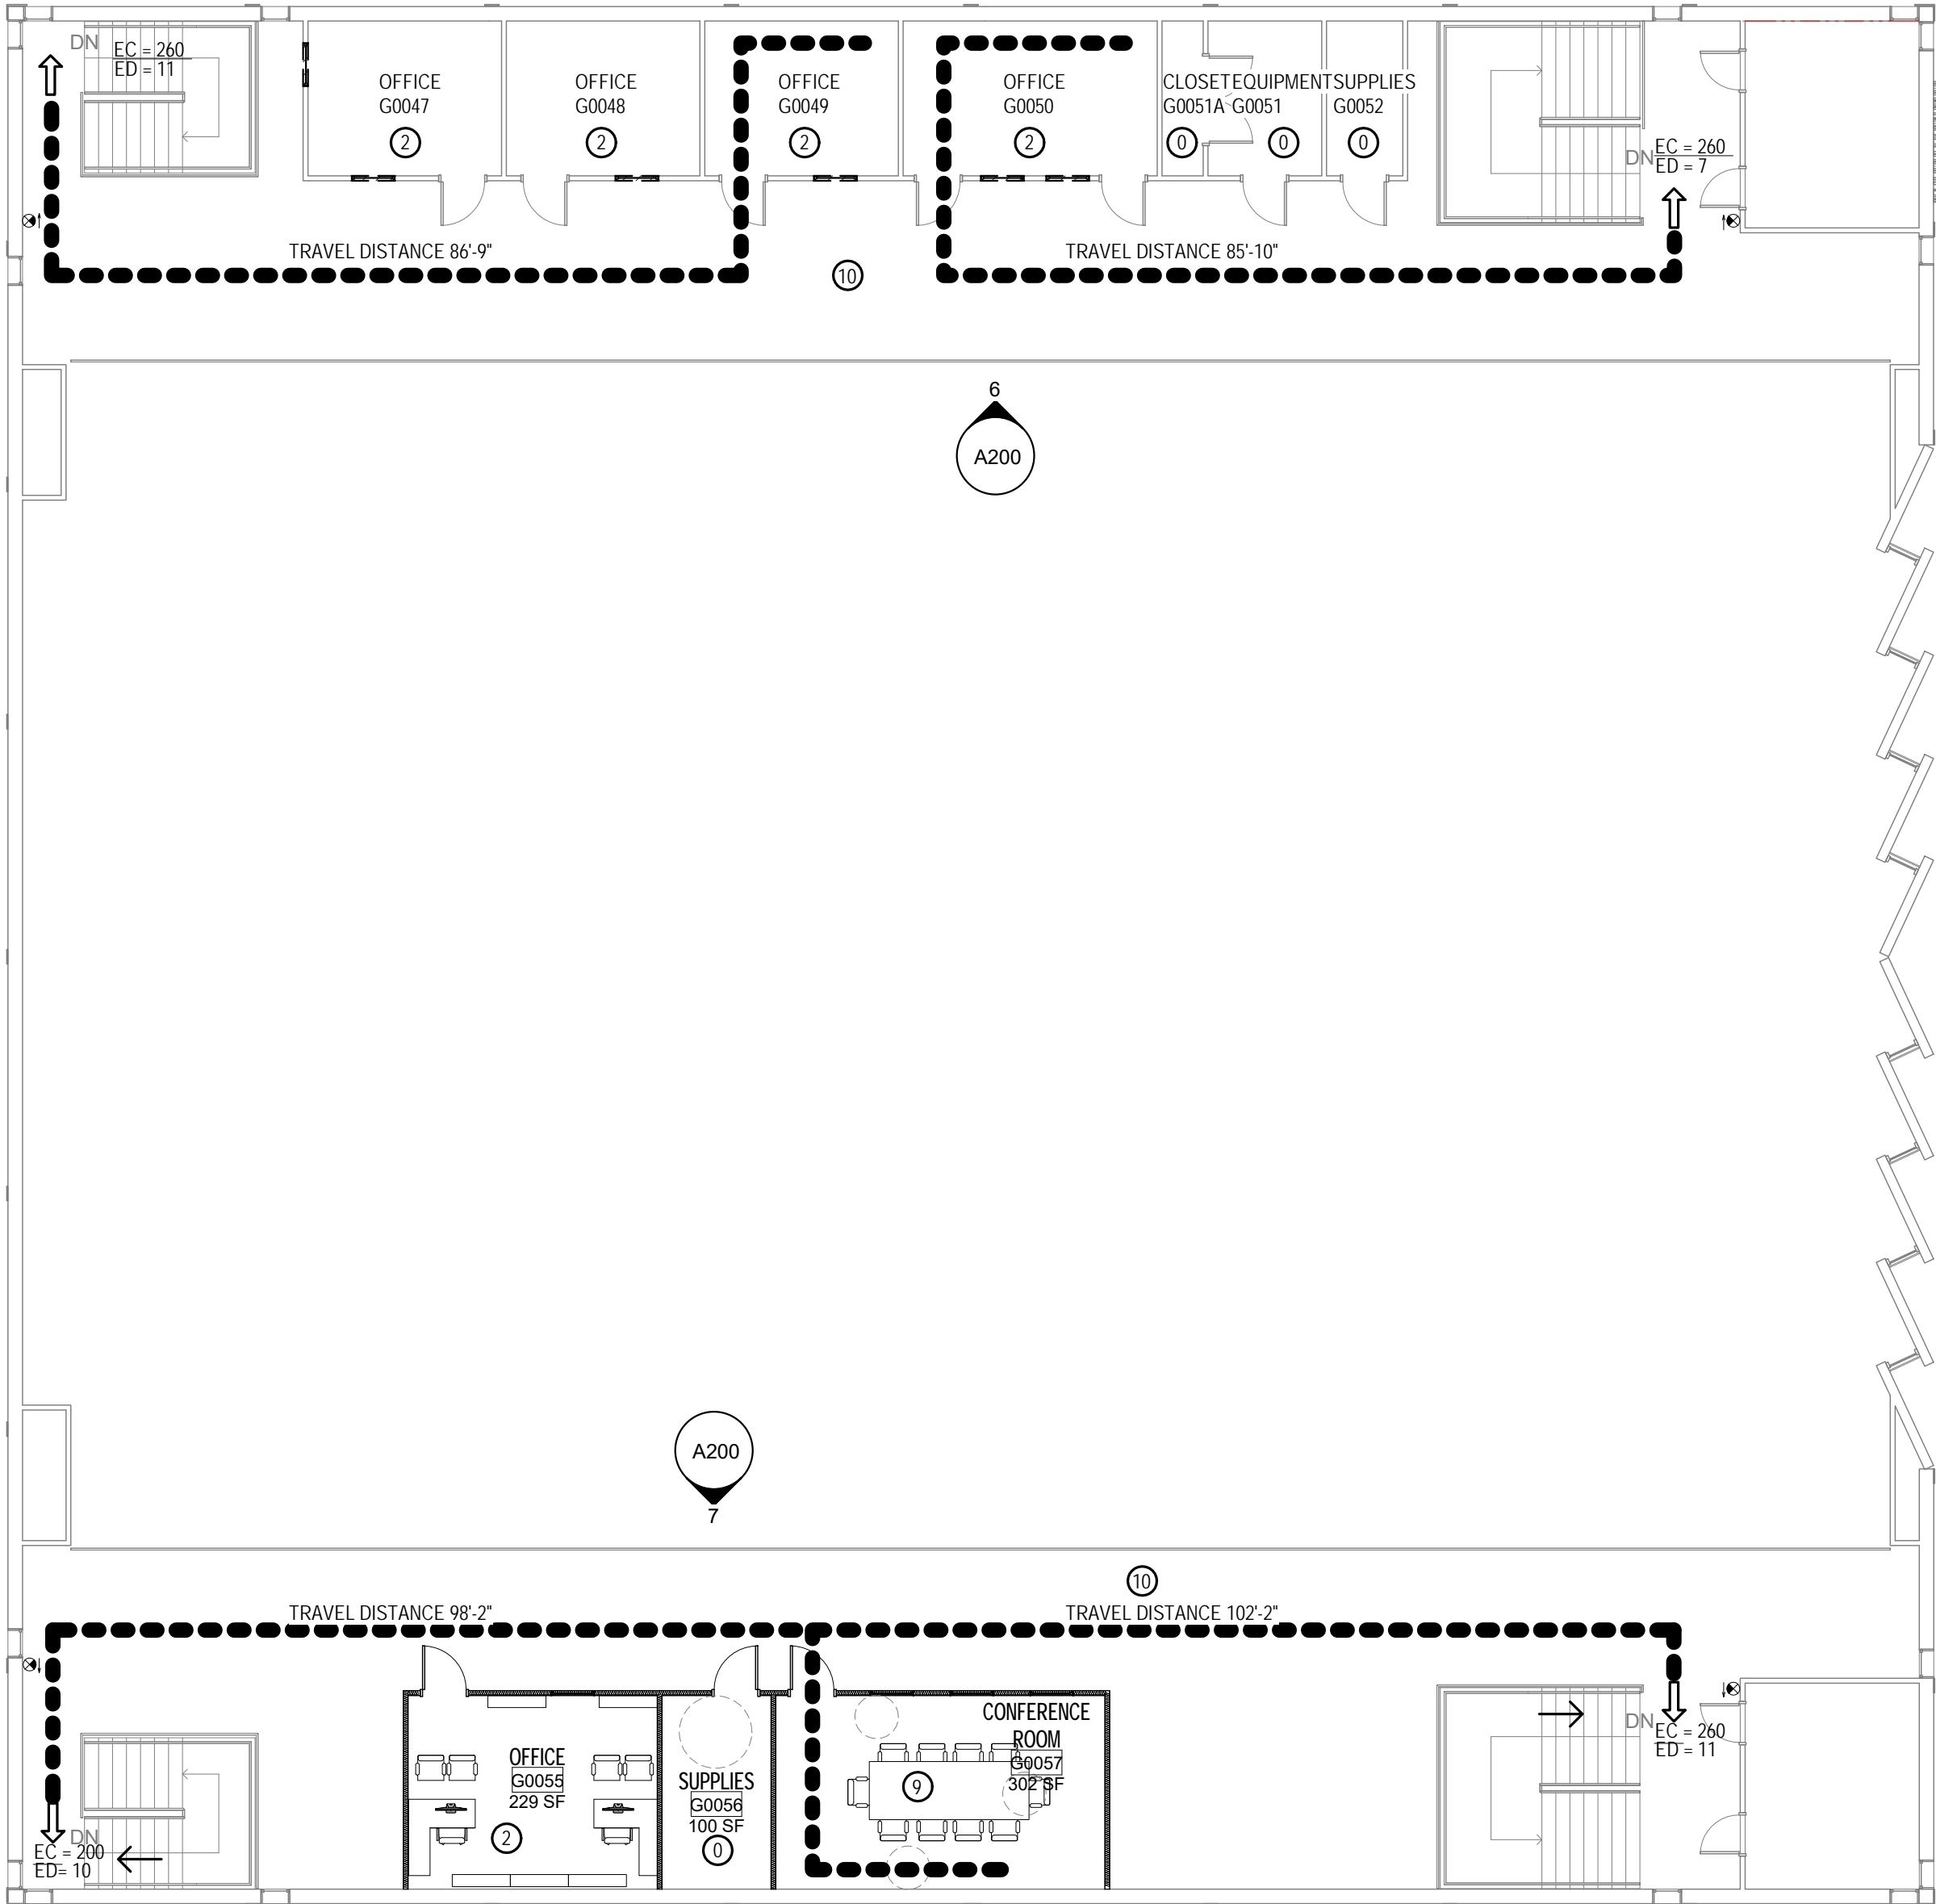 DN
EC = 260
ED = 11
OFFICE
G0047
2
OFFICE
G0048
2
OFFICE
G0049
2
OFFICE
G0050
2
CLOSET
G0051A
0
EQUIPMENT
G0051
0
SUPPLIES
G0052
0
DN
EC = 260
ED = 7
TRAVEL DISTANCE 86'-9"
10
TRAVEL DISTANCE 85'-10"
6
A200
A200
7
10
TRAVEL DISTANCE 98'-2"
TRAVEL DISTANCE 102'-2"
OFFICE
G0055
229 SF
2
SUPPLIES
G0056
100 SF
0
CONFERENCE
ROOM
G0057
302 SF
9
DN
EC = 260
ED = 11
DN
EC = 200
ED= 10